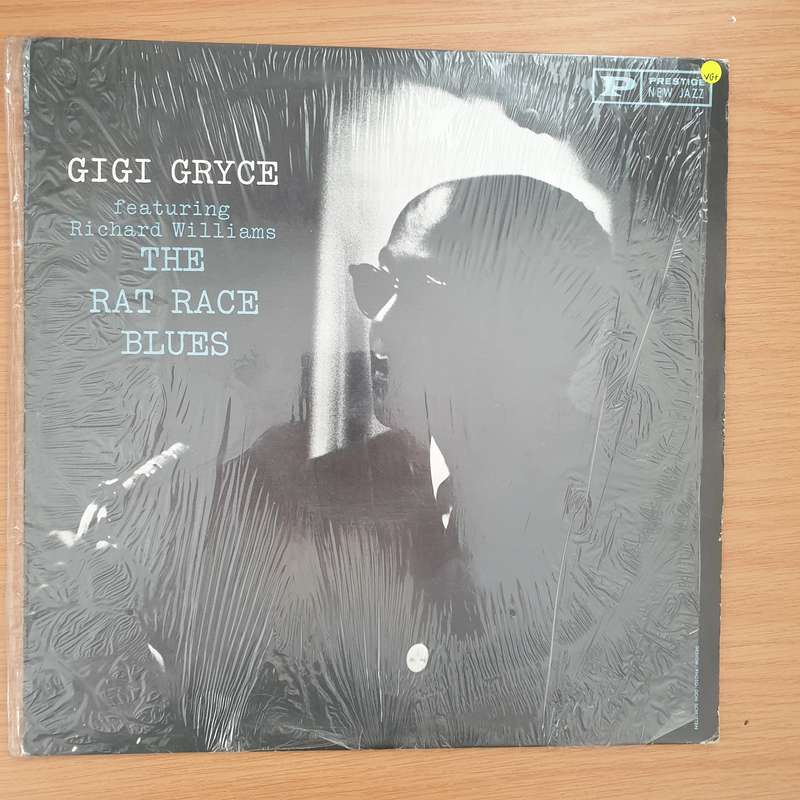 GIGI GRYCE
featuring
Richard Williams
THE
RAT RACE
BLUES
P
PRESTIGE
NEW JAZZ
VG+